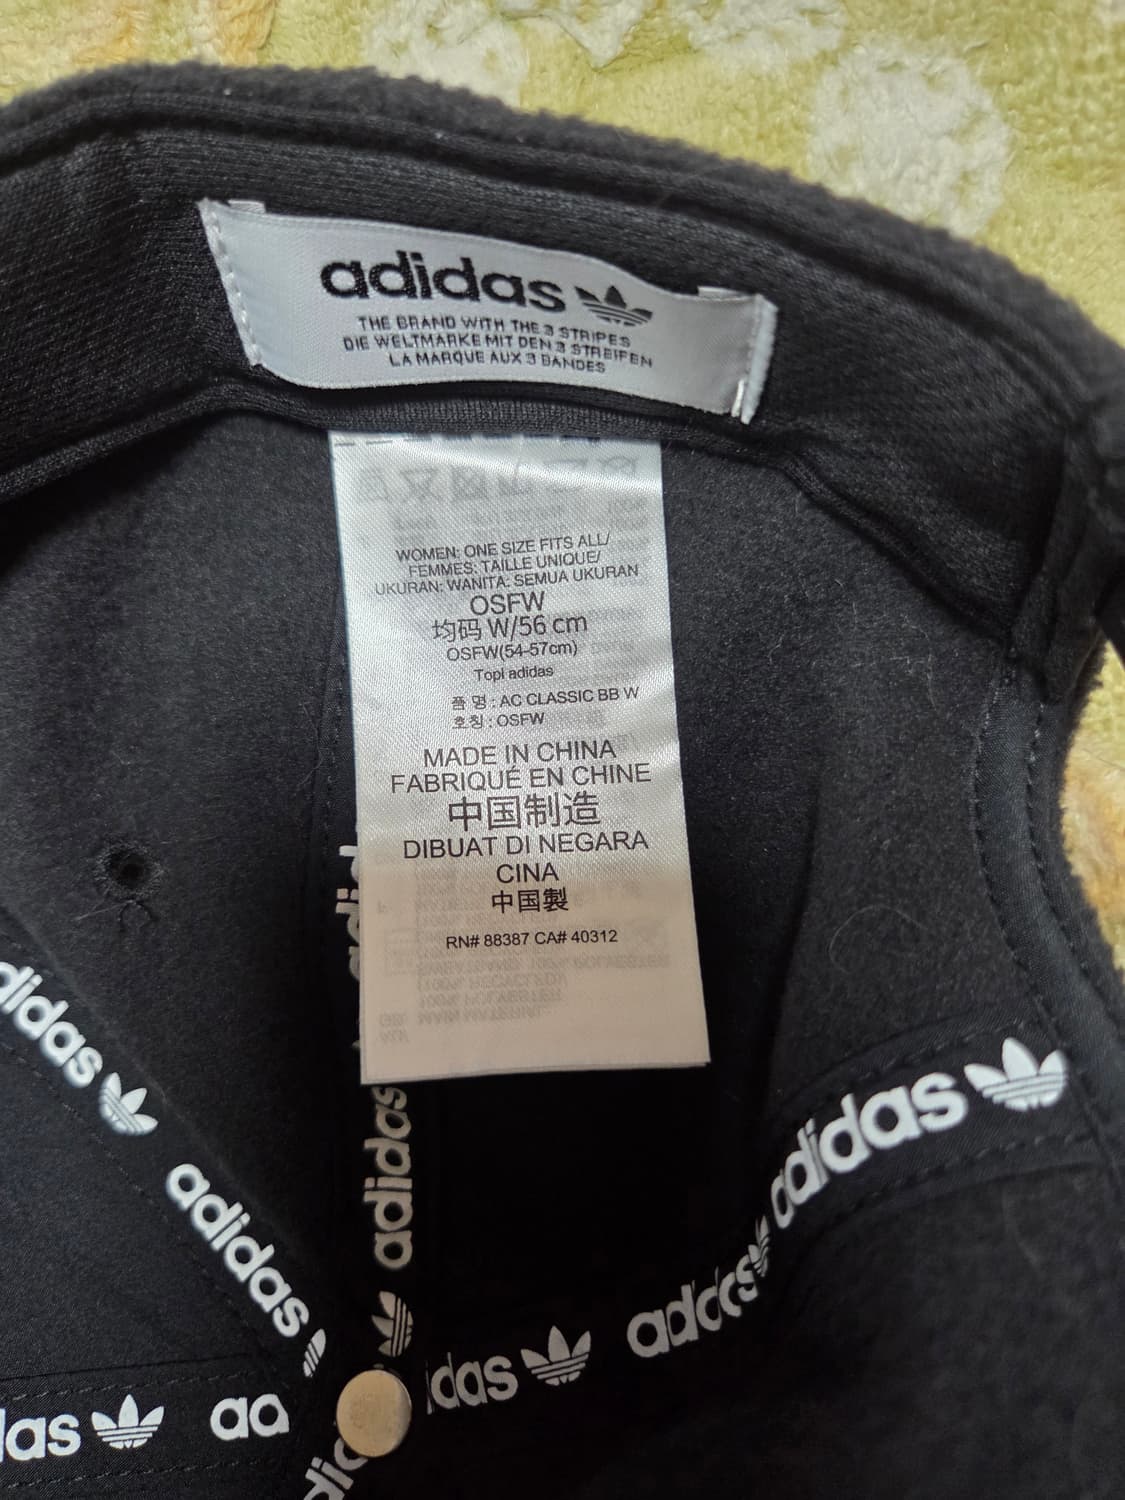 adidas
THE BRAND WITH THE 3 STRIPES
DIE WELTMARKE MIT DEN 3 STREIFEN
LA MARQUE AUX 3 BANDES
WOMEN: ONE SIZE FITS ALL/
FEMMES: TAILLE UNIQUE/
UKURAN: WANITA: SEMUA UKURAN
OSFW
均码 W/56 cm
OSFW(54-57cm)
Topi adidas
품 명 : AC CLASSIC BB W
호칭 : OSFW
MADE IN CHINA
FABRIQUÉ EN CHINE
中国制造
DIBUAT DI NEGARA
CINA
中国製
RN# 88387 CA# 40312
adidas
adidas
adidas
adidas
adidas